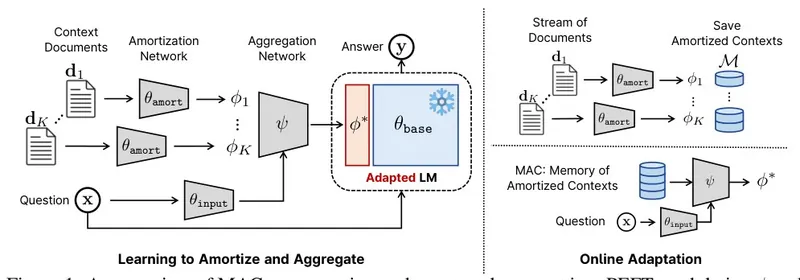 Context
Documents
Amortization
Network
Aggregation
Network
Answer y
d1
θamort
ϕ1
dK
θamort
ϕK
ψ
ϕ*
θbase
Adapted LM
Question x
θinput
Learning to Amortize and Aggregate
Stream of
Documents
Save
Amortized Contexts
d1
θamort
ϕ1
M
dK
θamort
ϕK
MAC: Memory of
Amortized Contexts
ψ
ϕ*
Question x
θinput
Online Adaptation